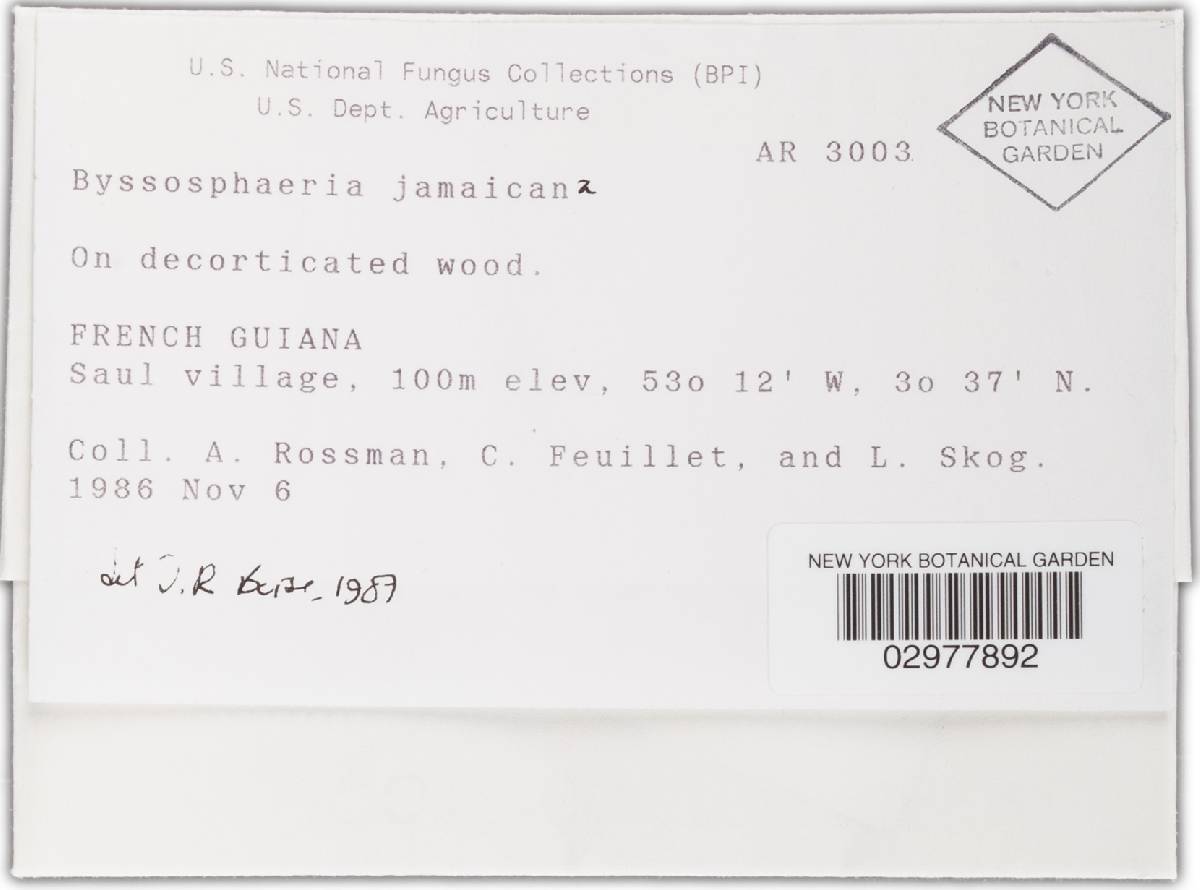 U.S. National Fungus Collections (BPI)
U.S. Dept. Agriculture
NEW YORK
BOTANICAL
GARDEN
AR 3003
Byssosphaeria jamaicana
On decorticated wood.
FRENCH GUIANA
Saul village, 100m elev, 53o 12' W, 3o 37' N.
Coll. A. Rossman, C. Feuillet, and L. Skog.
1986 Nov 6
det J.R 1987
NEW YORK BOTANICAL GARDEN
02977892